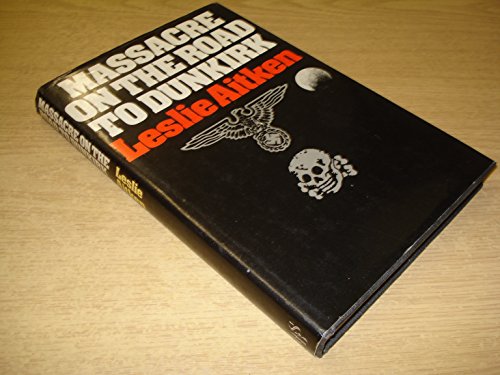 MASSACRE
ON THE ROAD
TO DUNKIRK
Leslie Aitken
MASSACRE ON THE
Leslie